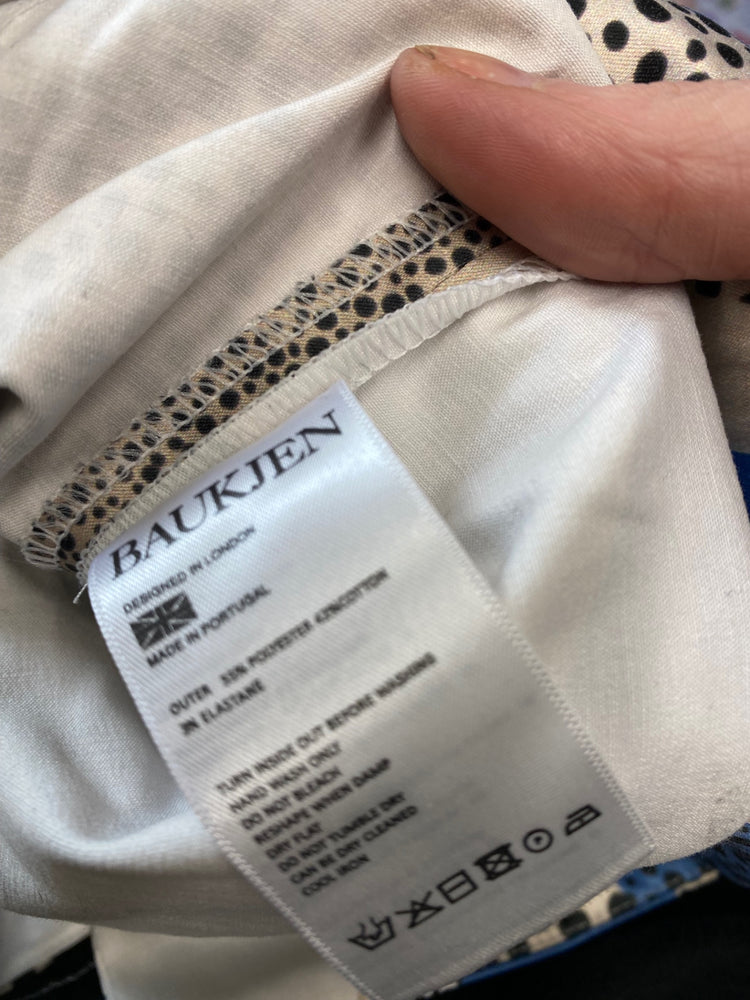 BAUKJEN
DESIGNED IN LONDON
MADE IN PORTUGAL
OUTER 55% POLYESTER 42%COTTON
3% ELASTANE
TURN INSIDE OUT BEFORE WASHING
HAND WASH ONLY
DO NOT BLEACH
RESHAPE WHEN DAMP
DRY FLAT
DO NOT TUMBLE DRY
CAN BE DRY CLEANED
COOL IRON